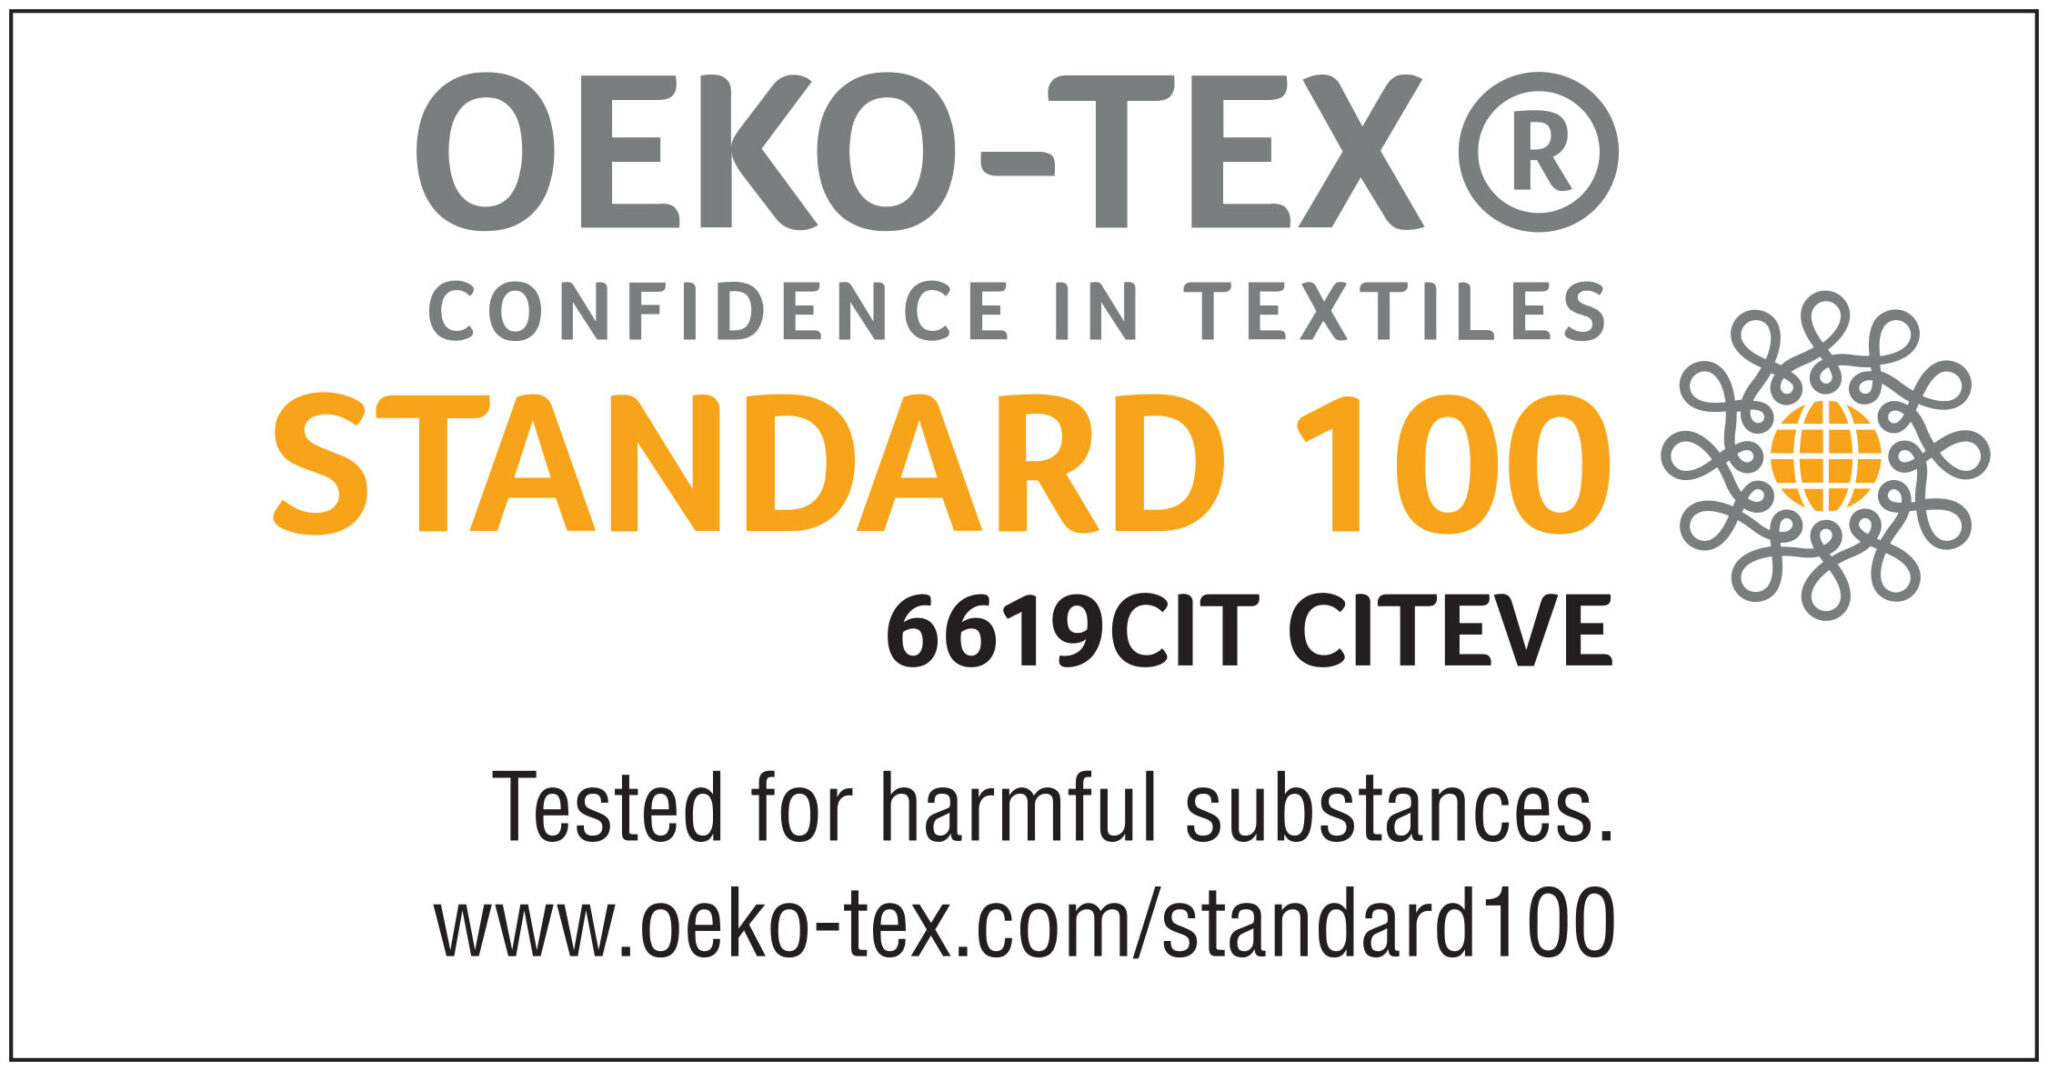 OEKO-TEX®
CONFIDENCE IN TEXTILES
STANDARD 100
6619CIT CITEVE
Tested for harmful substances.
www.oeko-tex.com/standard100